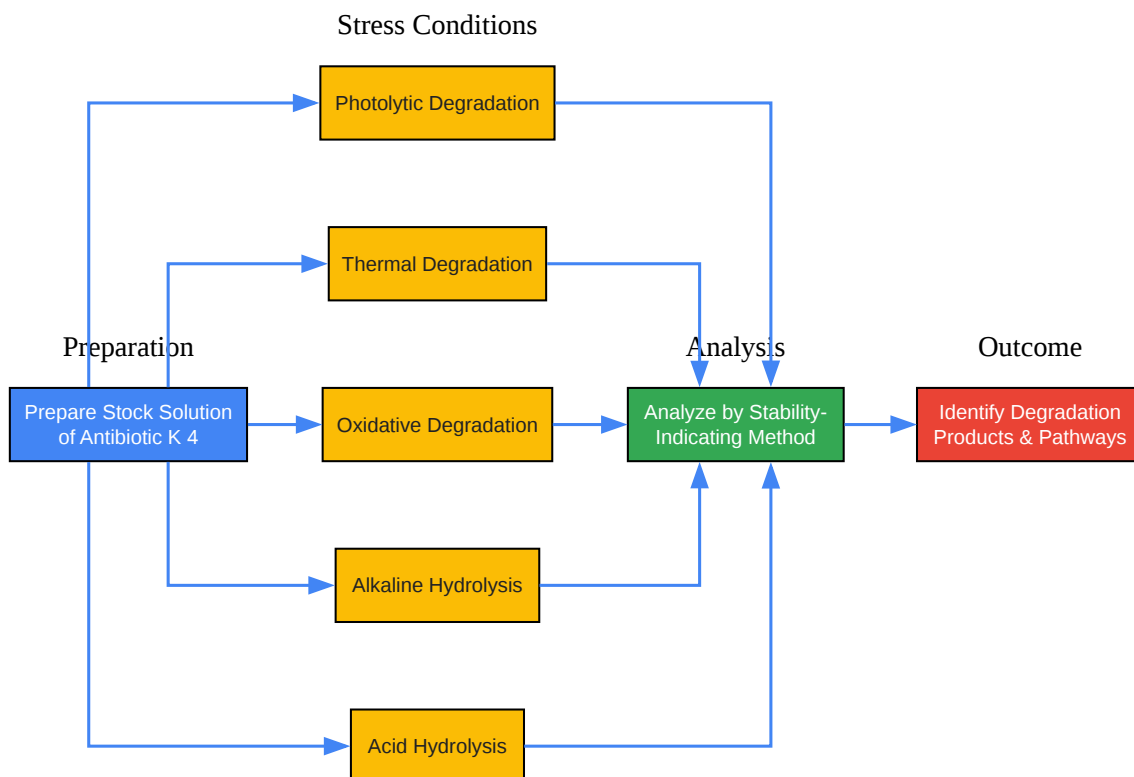 Stress Conditions
Photolytic Degradation
Thermal Degradation
Preparation
Analysis
Outcome
Prepare Stock Solution
of Antibiotic K 4
Oxidative Degradation
Analyze by Stability-
Indicating Method
Identify Degradation
Products & Pathways
Alkaline Hydrolysis
Acid Hydrolysis